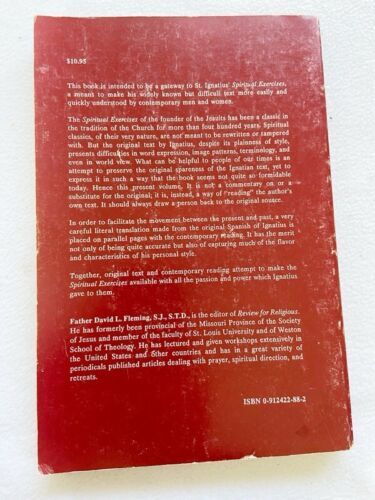 $10.95
This book is intended to be a gateway to St. Ignatius' Spiritual Exercises,
a means to make his widely known but difficult text more easily and
quickly understood by contemporary men and women.
The Spiritual Exercises of the founder of the Jesuits has been a classic in
the tradition of the Church for more than four hundred years. Spiritual
classics, of their very nature, are not meant to be rewritten or tampered
with. But the original text by Ignatius, despite its plainness of style,
presents difficulties in word expression, image patterns, terminology, and
even in world view. What can be helpful to people of our times is an
attempt to preserve the original spareness of the Ignatian text, yet to
express it in such a way that the book seems not quite so formidable
today. Hence this present volume. It is not a commentary on or a
substitute for the original; it is, instead, a way of "reading" the author's
own text. It should always draw a person back to the original source.
In order to facilitate the movement between the present and past, a very
careful literal translation made from the original Spanish of Ignatius is
placed on parallel pages with the contemporary reading. It has the merit
not only of being quite accurate but also of capturing much of the flavor
and characteristics of his personal style.
Together, original text and contemporary reading attempt to make the
Spiritual Exercises available with all the passion and power which Ignatius
gave to them.
Father David L. Fleming, S.J., S.T.D., is the editor of Review for Religious.
He has formerly been provincial of the Missouri Province of the Society
of Jesus and member of the faculty of St. Louis University and of Weston
School of Theology. He has lectured and given workshops extensively in
the United States and other countries and has in a great variety of
periodicals published articles dealing with prayer, spiritual direction, and
retreats.
ISBN 0-912422-88-2